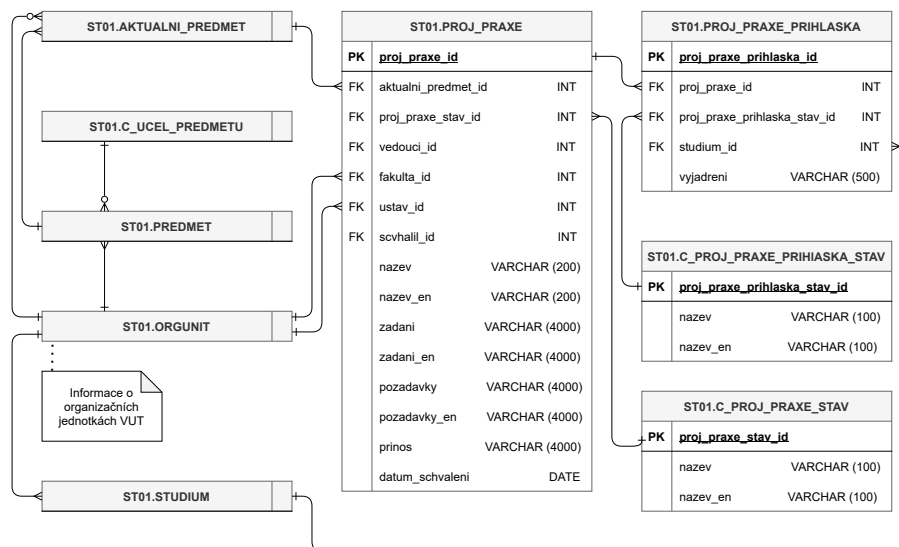 ST01.AKTUALNI_PREDMET
ST01.C_UCEL_PREDMETU
ST01.PREDMET
ST01.ORGUNIT
Informace o
organizačních
jednotkách VUT
ST01.STUDIUM
ST01.PROJ_PRAXE
PK proj_praxe_id
FK aktualni_predmet_id INT
FK proj_praxe_stav_id INT
FK vedouci_id INT
FK fakulta_id INT
FK ustav_id INT
FK scvhalil_id INT
nazev VARCHAR (200)
nazev_en VARCHAR (200)
zadani VARCHAR (4000)
zadani_en VARCHAR (4000)
pozadavky VARCHAR (4000)
pozadavky_en VARCHAR (4000)
prinos VARCHAR (4000)
datum_schvaleni DATE
ST01.PROJ_PRAXE_PRIHLASKA
PK proj_praxe_prihlaska_id
FK proj_praxe_id INT
FK proj_praxe_prihlaska_stav_id INT
FK studium_id INT
vyjadreni VARCHAR (500)
ST01.C_PROJ_PRAXE_PRIHIASKA_STAV
PK proj_praxe_prihlaska_stav_id
nazev VARCHAR (100)
nazev_en VARCHAR (100)
ST01.C_PROJ_PRAXE_STAV
PK proj_praxe_stav_id
nazev VARCHAR (100)
nazev_en VARCHAR (100)